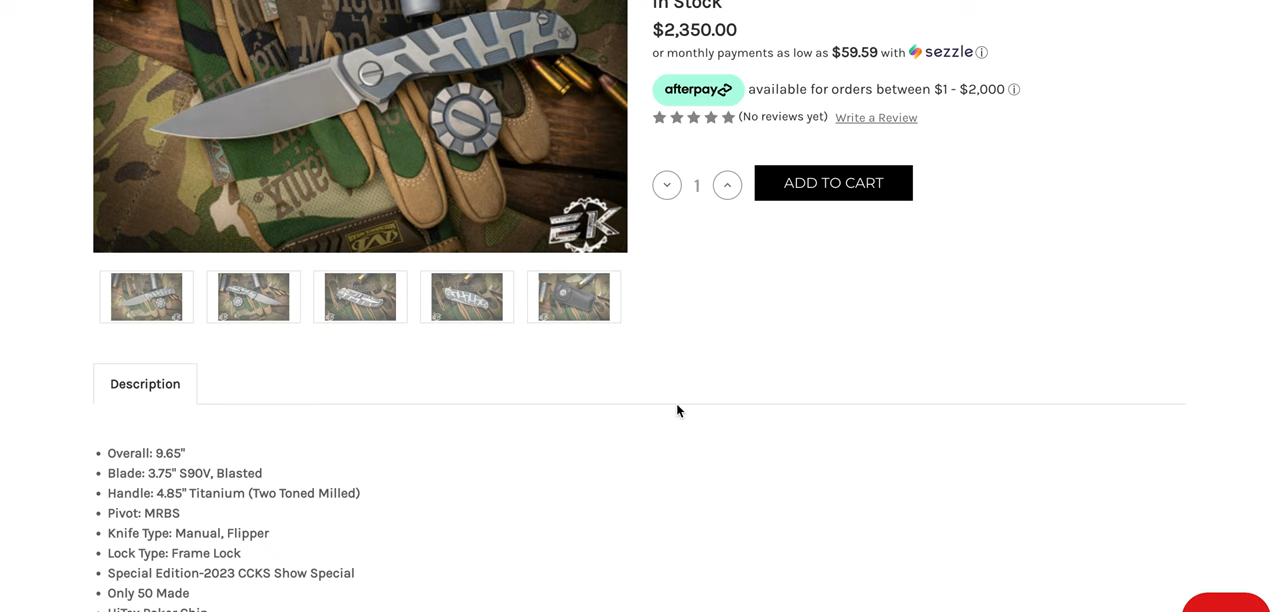 In Stock
$2,350.00
or monthly payments as low as $59.59 with sezzle ⓘ
afterpay available for orders between $1 - $2,000 ⓘ
(No reviews yet) Write a Review
1 ADD TO CART
EK
Description
• Overall: 9.65"
• Blade: 3.75" S90V, Blasted
• Handle: 4.85" Titanium (Two Toned Milled)
• Pivot: MRBS
• Knife Type: Manual, Flipper
• Lock Type: Frame Lock
• Special Edition-2023 CCKS Show Special
• Only 50 Made